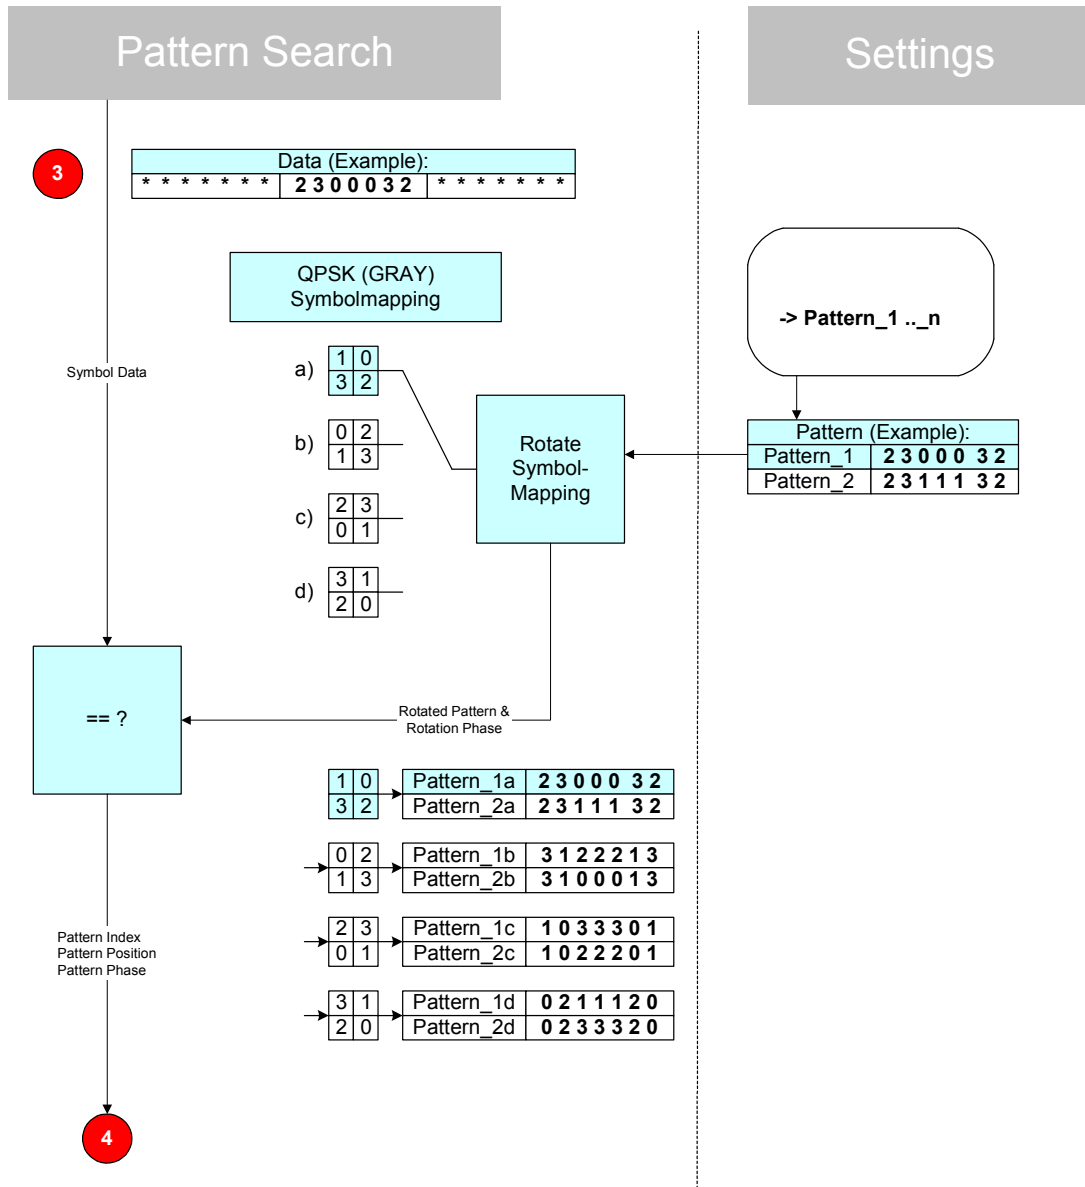 Pattern Search
Settings
3
Data (Example):
* * * * * * * 2 3 0 0 0 3 2 * * * * * * *
QPSK (GRAY)
Symbolmapping
-> Pattern_1 .._n
Symbol Data
a) 1 0
3 2
b) 0 2
1 3
c) 2 3
0 1
d) 3 1
2 0
Rotate
Symbol-
Mapping
Pattern (Example):
Pattern_1 2 3 0 0 0 3 2
Pattern_2 2 3 1 1 1 3 2
== ?
Rotated Pattern &
Rotation Phase
1 0 Pattern_1a 2 3 0 0 0 3 2
3 2 Pattern_2a 2 3 1 1 1 3 2
0 2 Pattern_1b 3 1 2 2 2 1 3
1 3 Pattern_2b 3 1 0 0 0 1 3
2 3 Pattern_1c 1 0 3 3 3 0 1
0 1 Pattern_2c 1 0 2 2 2 0 1
3 1 Pattern_1d 0 2 1 1 1 2 0
2 0 Pattern_2d 0 2 3 3 3 2 0
Pattern Index
Pattern Position
Pattern Phase
4